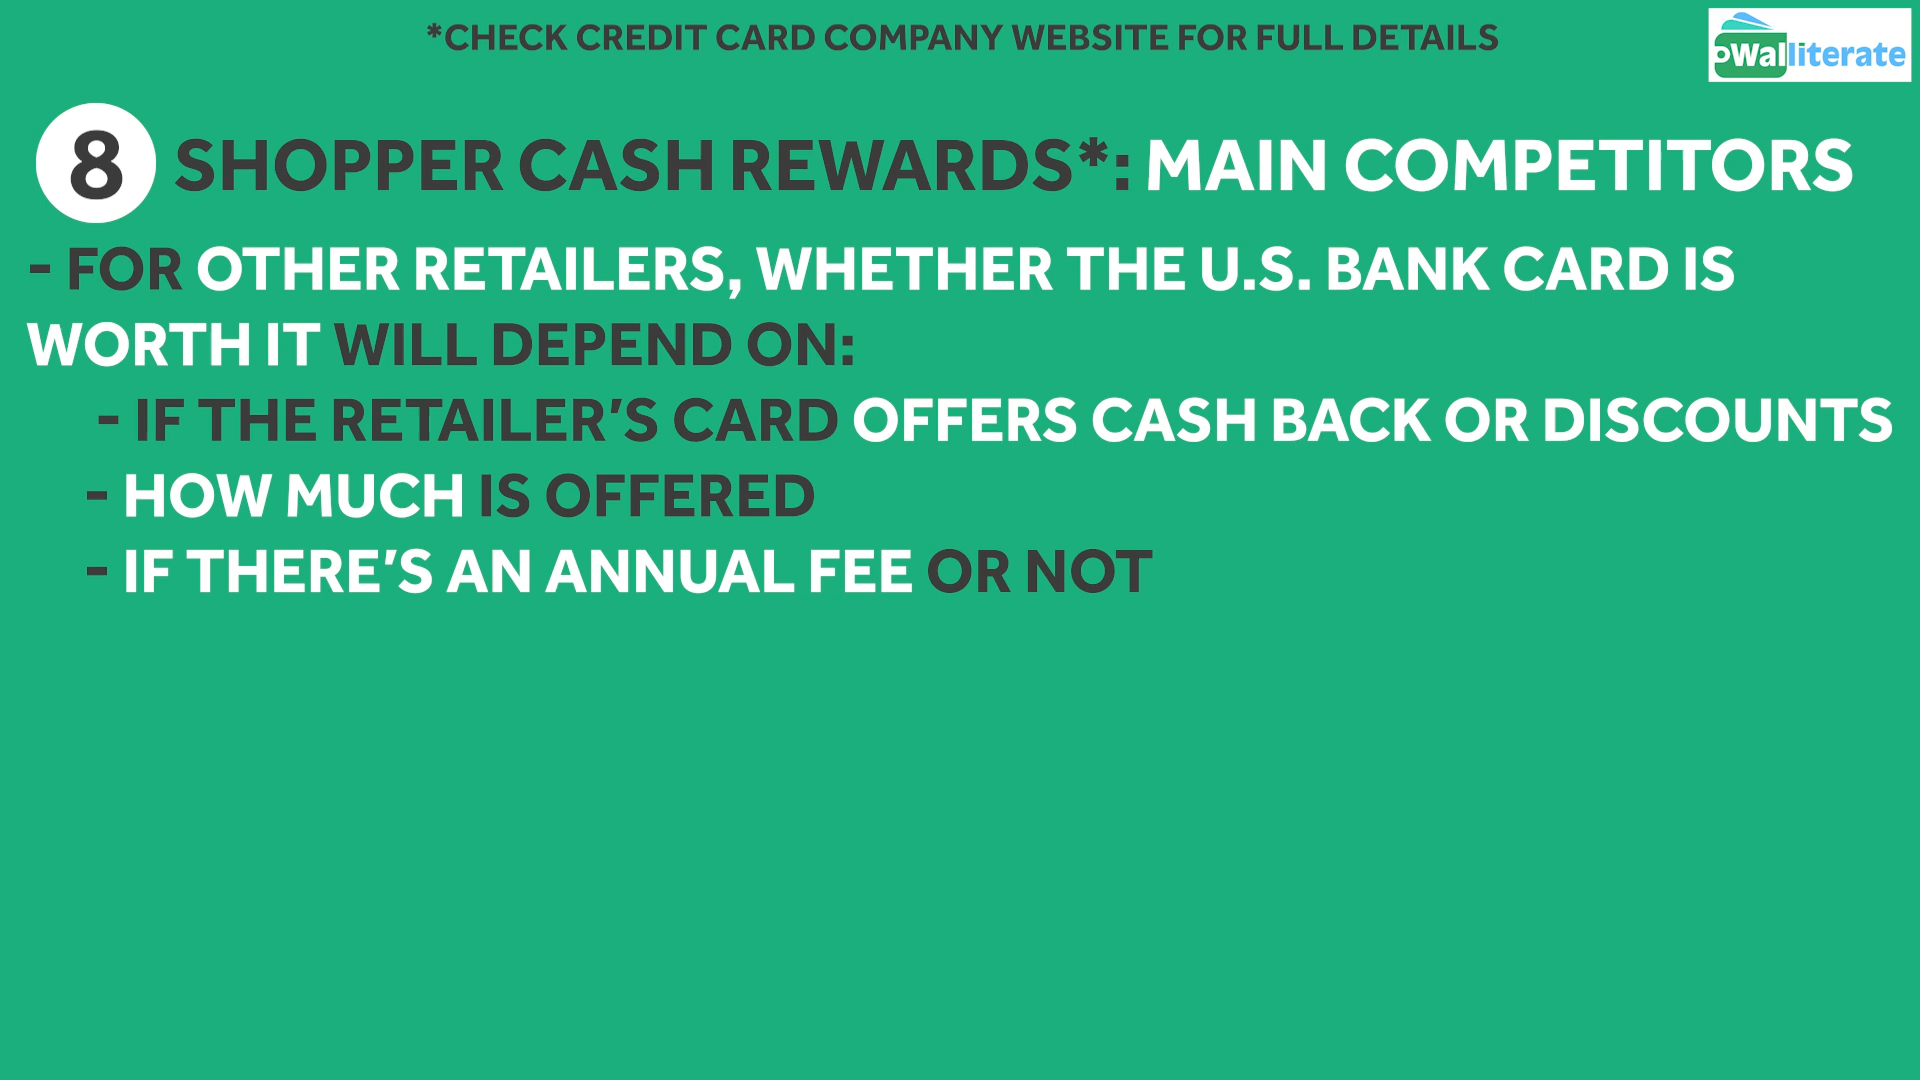 *CHECK CREDIT CARD COMPANY WEBSITE FOR FULL DETAILS
Walliterate
8 SHOPPER CASH REWARDS*: MAIN COMPETITORS
- FOR OTHER RETAILERS, WHETHER THE U.S. BANK CARD IS
WORTH IT WILL DEPEND ON:
- IF THE RETAILER'S CARD OFFERS CASH BACK OR DISCOUNTS
- HOW MUCH IS OFFERED
- IF THERE'S AN ANNUAL FEE OR NOT